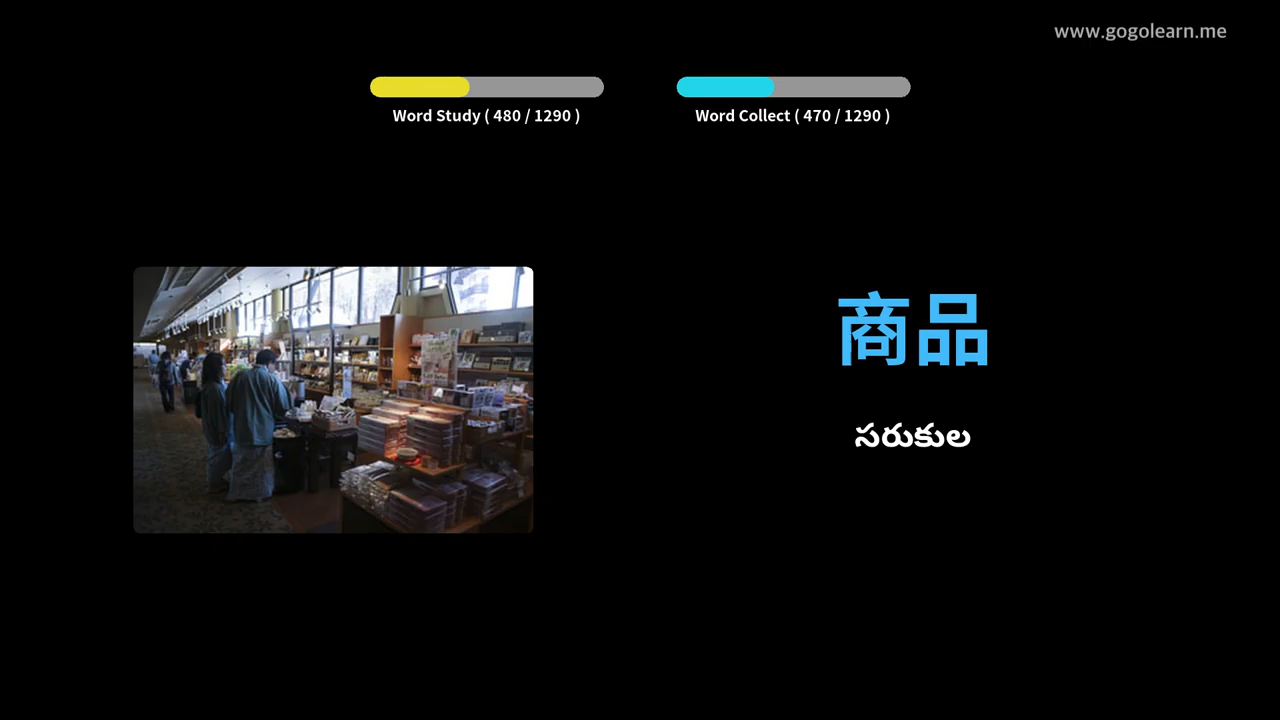 www.gogolearn.me
Word Study ( 480 / 1290 )
Word Collect ( 470 / 1290 )
商品
సరుకుల